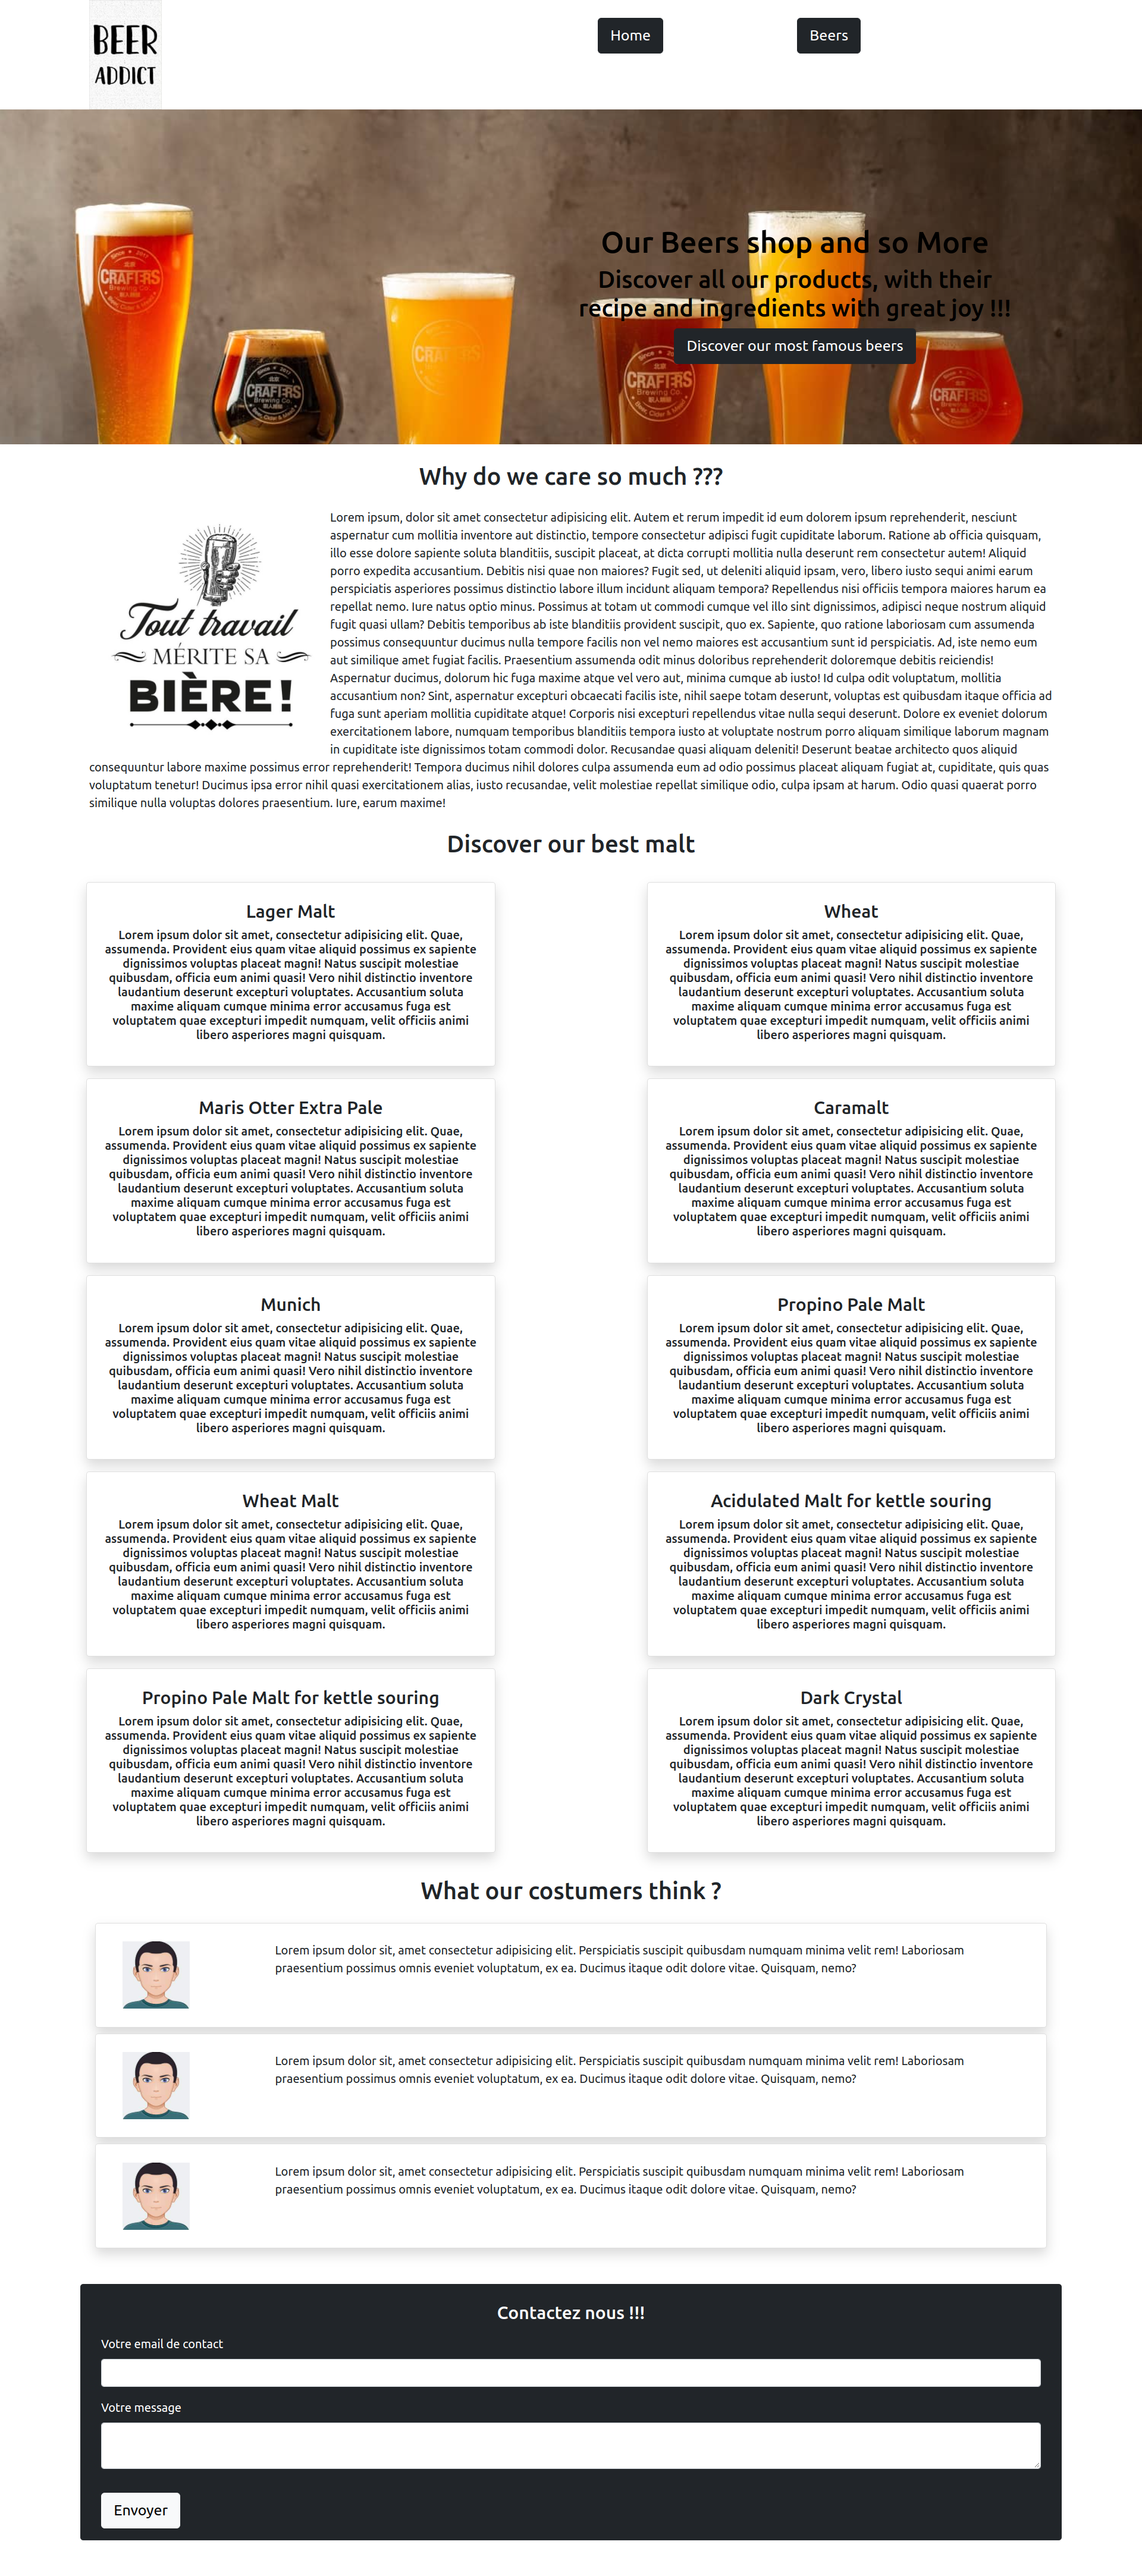 BEER
ADDICT
Home
Beers
Our Beers shop and so More
Discover all our products, with their
recipe and ingredients with great joy !!!
Discover our most famous beers
CRAFTERS
Brewing Co.
CRAFTERS
Brewing Co.
CRAFTERS
CRAFTERS
Brewing Co.
CRAFTERS
Brewing Co.
Why do we care so much ???
Tout travail
MÉRITE SA
BIÈRE !
Lorem ipsum, dolor sit amet consectetur adipisicing elit. Autem et rerum impedit id eum dolorem ipsum reprehenderit, nesciunt
aspernatur cum mollitia inventore aut distinctio, tempore consectetur adipisci fugit cupiditate laborum. Ratione ab officia quisquam,
illo esse dolore sapiente soluta blanditiis, suscipit placeat, at dicta corrupti mollitia nulla deserunt rem consectetur autem! Aliquid
porro expedita accusantium. Debitis nisi quae non maiores? Fugit sed, ut deleniti aliquid ipsam, vero, libero iusto sequi animi earum
perspiciatis asperiores possimus distinctio labore illum incidunt aliquam tempora? Repellendus nisi officiis tempora maiores harum ea
repellat nemo. Iure natus optio minus. Possimus at totam ut commodi cumque vel illo sint dignissimos, adipisci neque nostrum aliquid
fugit quasi ullam? Debitis temporibus ab iste blanditiis provident suscipit, quo ex. Sapiente, quo ratione laboriosam cum assumenda
possimus consequuntur ducimus nulla tempore facilis non vel nemo maiores est accusantium sunt id perspiciatis. Ad, iste nemo eum
aut similique amet fugiat facilis. Praesentium assumenda odit minus doloribus reprehenderit doloremque debitis reiciendis!
Aspernatur ducimus, dolorum hic fuga maxime atque vel vero aut, minima cumque ab iusto! Id culpa odit voluptatum, mollitia
accusantium non? Sint, aspernatur excepturi obcaecati facilis iste, nihil saepe totam deserunt, voluptas est quibusdam itaque officia ad
fuga sunt aperiam mollitia cupiditate atque! Corporis nisi excepturi repellendus vitae nulla sequi deserunt. Dolore ex eveniet dolorum
exercitationem labore, numquam temporibus blanditiis tempora iusto at voluptate nostrum porro aliquam similique laborum magnam
in cupiditate iste dignissimos totam commodi dolor. Recusandae quasi aliquam deleniti! Deserunt beatae architecto quos aliquid
consequuntur labore maxime possimus error reprehenderit! Tempora ducimus nihil dolores culpa assumenda eum ad odio possimus placeat aliquam fugiat at, cupiditate, quis quas
voluptatum tenetur! Ducimus ipsa error nihil quasi exercitationem alias, iusto recusandae, velit molestiae repellat similique odio, culpa ipsam at harum. Odio quasi quaerat porro
similique nulla voluptas dolores praesentium. Iure, earum maxime!
Discover our best malt
Lager Malt
Lorem ipsum dolor sit amet, consectetur adipisicing elit. Quae,
assumenda. Provident eius quam vitae aliquid possimus ex sapiente
dignissimos voluptas placeat magni! Natus suscipit molestiae
quibusdam, officia eum animi quasi! Vero nihil distinctio inventore
laudantium deserunt excepturi voluptates. Accusantium soluta
maxime aliquam cumque minima error accusamus fuga est
voluptatem quae excepturi impedit numquam, velit officiis animi
libero asperiores magni quisquam.
Wheat
Lorem ipsum dolor sit amet, consectetur adipisicing elit. Quae,
assumenda. Provident eius quam vitae aliquid possimus ex sapiente
dignissimos voluptas placeat magni! Natus suscipit molestiae
quibusdam, officia eum animi quasi! Vero nihil distinctio inventore
laudantium deserunt excepturi voluptates. Accusantium soluta
maxime aliquam cumque minima error accusamus fuga est
voluptatem quae excepturi impedit numquam, velit officiis animi
libero asperiores magni quisquam.
Maris Otter Extra Pale
Lorem ipsum dolor sit amet, consectetur adipisicing elit. Quae,
assumenda. Provident eius quam vitae aliquid possimus ex sapiente
dignissimos voluptas placeat magni! Natus suscipit molestiae
quibusdam, officia eum animi quasi! Vero nihil distinctio inventore
laudantium deserunt excepturi voluptates. Accusantium soluta
maxime aliquam cumque minima error accusamus fuga est
voluptatem quae excepturi impedit numquam, velit officiis animi
libero asperiores magni quisquam.
Caramalt
Lorem ipsum dolor sit amet, consectetur adipisicing elit. Quae,
assumenda. Provident eius quam vitae aliquid possimus ex sapiente
dignissimos voluptas placeat magni! Natus suscipit molestiae
quibusdam, officia eum animi quasi! Vero nihil distinctio inventore
laudantium deserunt excepturi voluptates. Accusantium soluta
maxime aliquam cumque minima error accusamus fuga est
voluptatem quae excepturi impedit numquam, velit officiis animi
libero asperiores magni quisquam.
Munich
Lorem ipsum dolor sit amet, consectetur adipisicing elit. Quae,
assumenda. Provident eius quam vitae aliquid possimus ex sapiente
dignissimos voluptas placeat magni! Natus suscipit molestiae
quibusdam, officia eum animi quasi! Vero nihil distinctio inventore
laudantium deserunt excepturi voluptates. Accusantium soluta
maxime aliquam cumque minima error accusamus fuga est
voluptatem quae excepturi impedit numquam, velit officiis animi
libero asperiores magni quisquam.
Propino Pale Malt
Lorem ipsum dolor sit amet, consectetur adipisicing elit. Quae,
assumenda. Provident eius quam vitae aliquid possimus ex sapiente
dignissimos voluptas placeat magni! Natus suscipit molestiae
quibusdam, officia eum animi quasi! Vero nihil distinctio inventore
laudantium deserunt excepturi voluptates. Accusantium soluta
maxime aliquam cumque minima error accusamus fuga est
voluptatem quae excepturi impedit numquam, velit officiis animi
libero asperiores magni quisquam.
Wheat Malt
Lorem ipsum dolor sit amet, consectetur adipisicing elit. Quae,
assumenda. Provident eius quam vitae aliquid possimus ex sapiente
dignissimos voluptas placeat magni! Natus suscipit molestiae
quibusdam, officia eum animi quasi! Vero nihil distinctio inventore
laudantium deserunt excepturi voluptates. Accusantium soluta
maxime aliquam cumque minima error accusamus fuga est
voluptatem quae excepturi impedit numquam, velit officiis animi
libero asperiores magni quisquam.
Acidulated Malt for kettle souring
Lorem ipsum dolor sit amet, consectetur adipisicing elit. Quae,
assumenda. Provident eius quam vitae aliquid possimus ex sapiente
dignissimos voluptas placeat magni! Natus suscipit molestiae
quibusdam, officia eum animi quasi! Vero nihil distinctio inventore
laudantium deserunt excepturi voluptates. Accusantium soluta
maxime aliquam cumque minima error accusamus fuga est
voluptatem quae excepturi impedit numquam, velit officiis animi
libero asperiores magni quisquam.
Propino Pale Malt for kettle souring
Lorem ipsum dolor sit amet, consectetur adipisicing elit. Quae,
assumenda. Provident eius quam vitae aliquid possimus ex sapiente
dignissimos voluptas placeat magni! Natus suscipit molestiae
quibusdam, officia eum animi quasi! Vero nihil distinctio inventore
laudantium deserunt excepturi voluptates. Accusantium soluta
maxime aliquam cumque minima error accusamus fuga est
voluptatem quae excepturi impedit numquam, velit officiis animi
libero asperiores magni quisquam.
Dark Crystal
Lorem ipsum dolor sit amet, consectetur adipisicing elit. Quae,
assumenda. Provident eius quam vitae aliquid possimus ex sapiente
dignissimos voluptas placeat magni! Natus suscipit molestiae
quibusdam, officia eum animi quasi! Vero nihil distinctio inventore
laudantium deserunt excepturi voluptates. Accusantium soluta
maxime aliquam cumque minima error accusamus fuga est
voluptatem quae excepturi impedit numquam, velit officiis animi
libero asperiores magni quisquam.
What our costumers think ?
Lorem ipsum dolor sit, amet consectetur adipisicing elit. Perspiciatis suscipit quibusdam numquam minima velit rem! Laboriosam
praesentium possimus omnis eveniet voluptatum, ex ea. Ducimus itaque odit dolore vitae. Quisquam, nemo?
Lorem ipsum dolor sit, amet consectetur adipisicing elit. Perspiciatis suscipit quibusdam numquam minima velit rem! Laboriosam
praesentium possimus omnis eveniet voluptatum, ex ea. Ducimus itaque odit dolore vitae. Quisquam, nemo?
Lorem ipsum dolor sit, amet consectetur adipisicing elit. Perspiciatis suscipit quibusdam numquam minima velit rem! Laboriosam
praesentium possimus omnis eveniet voluptatum, ex ea. Ducimus itaque odit dolore vitae. Quisquam, nemo?
Contactez nous !!!
Votre email de contact
Votre message
Envoyer